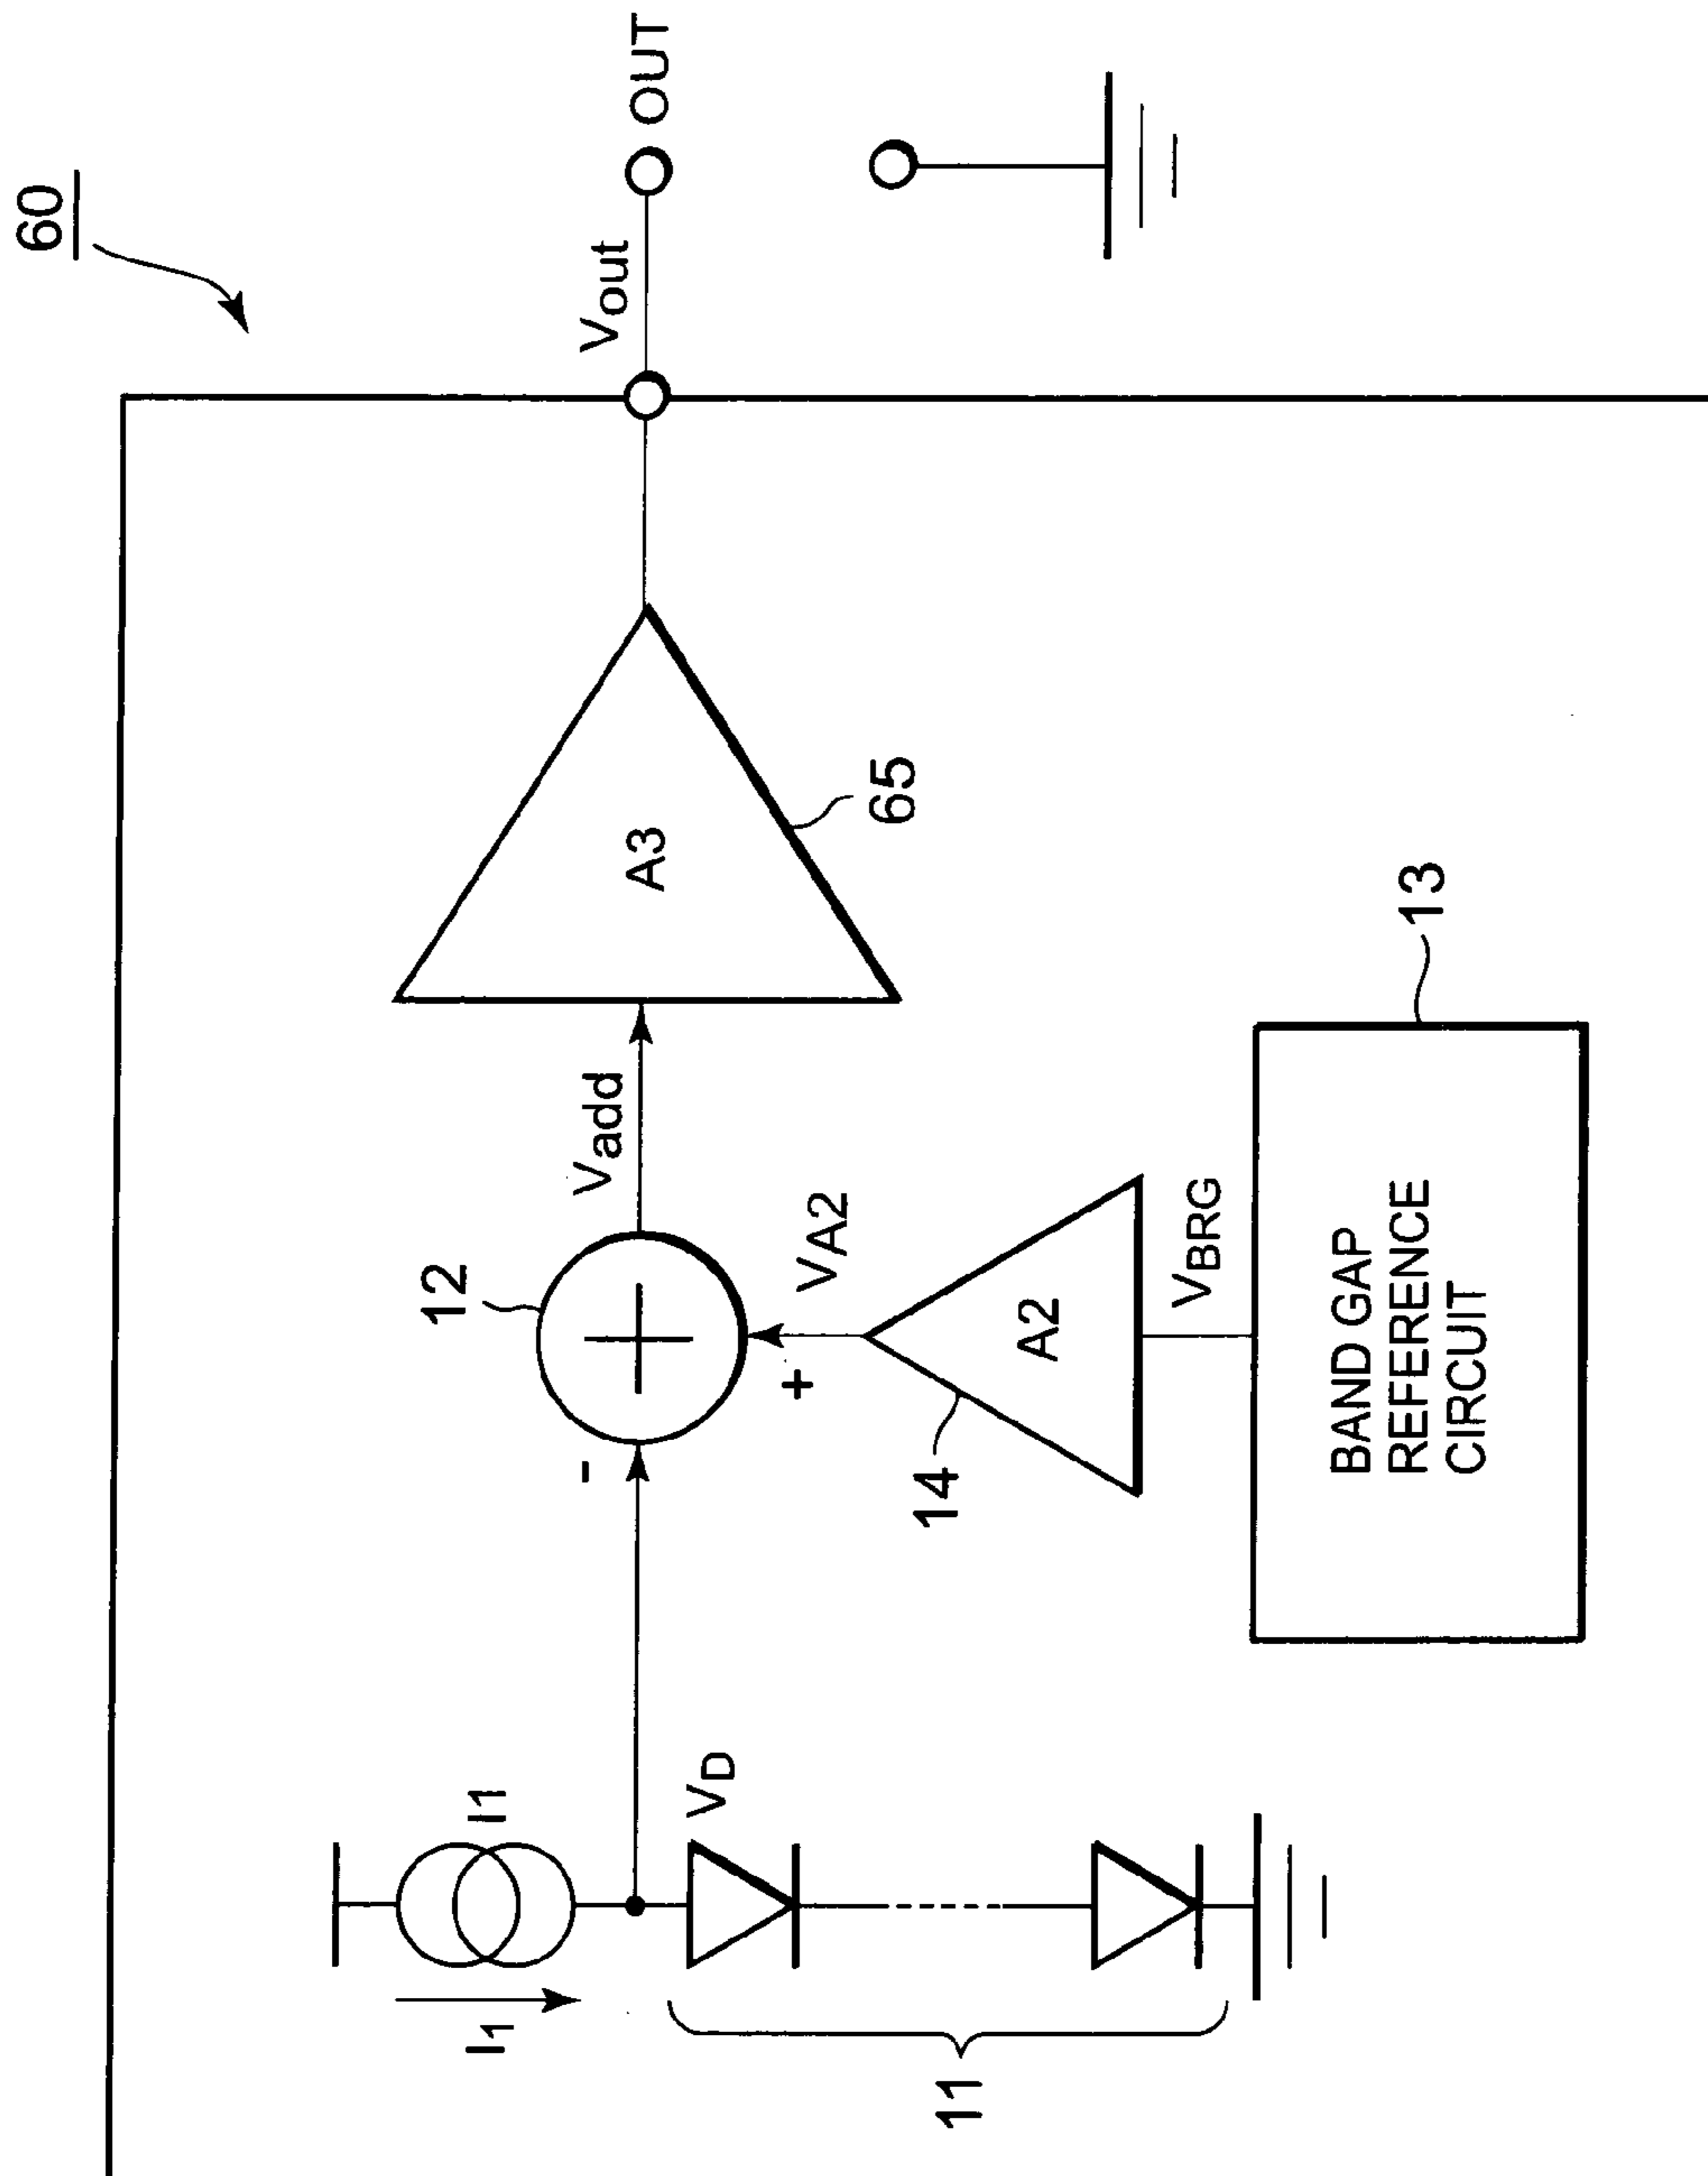 60
I1
I1
VD
11
-
12
Vadd
+
VA2
14
A2
VBRG
BAND GAP
REFERENCE
CIRCUIT
13
A3
65
Vout
OUT